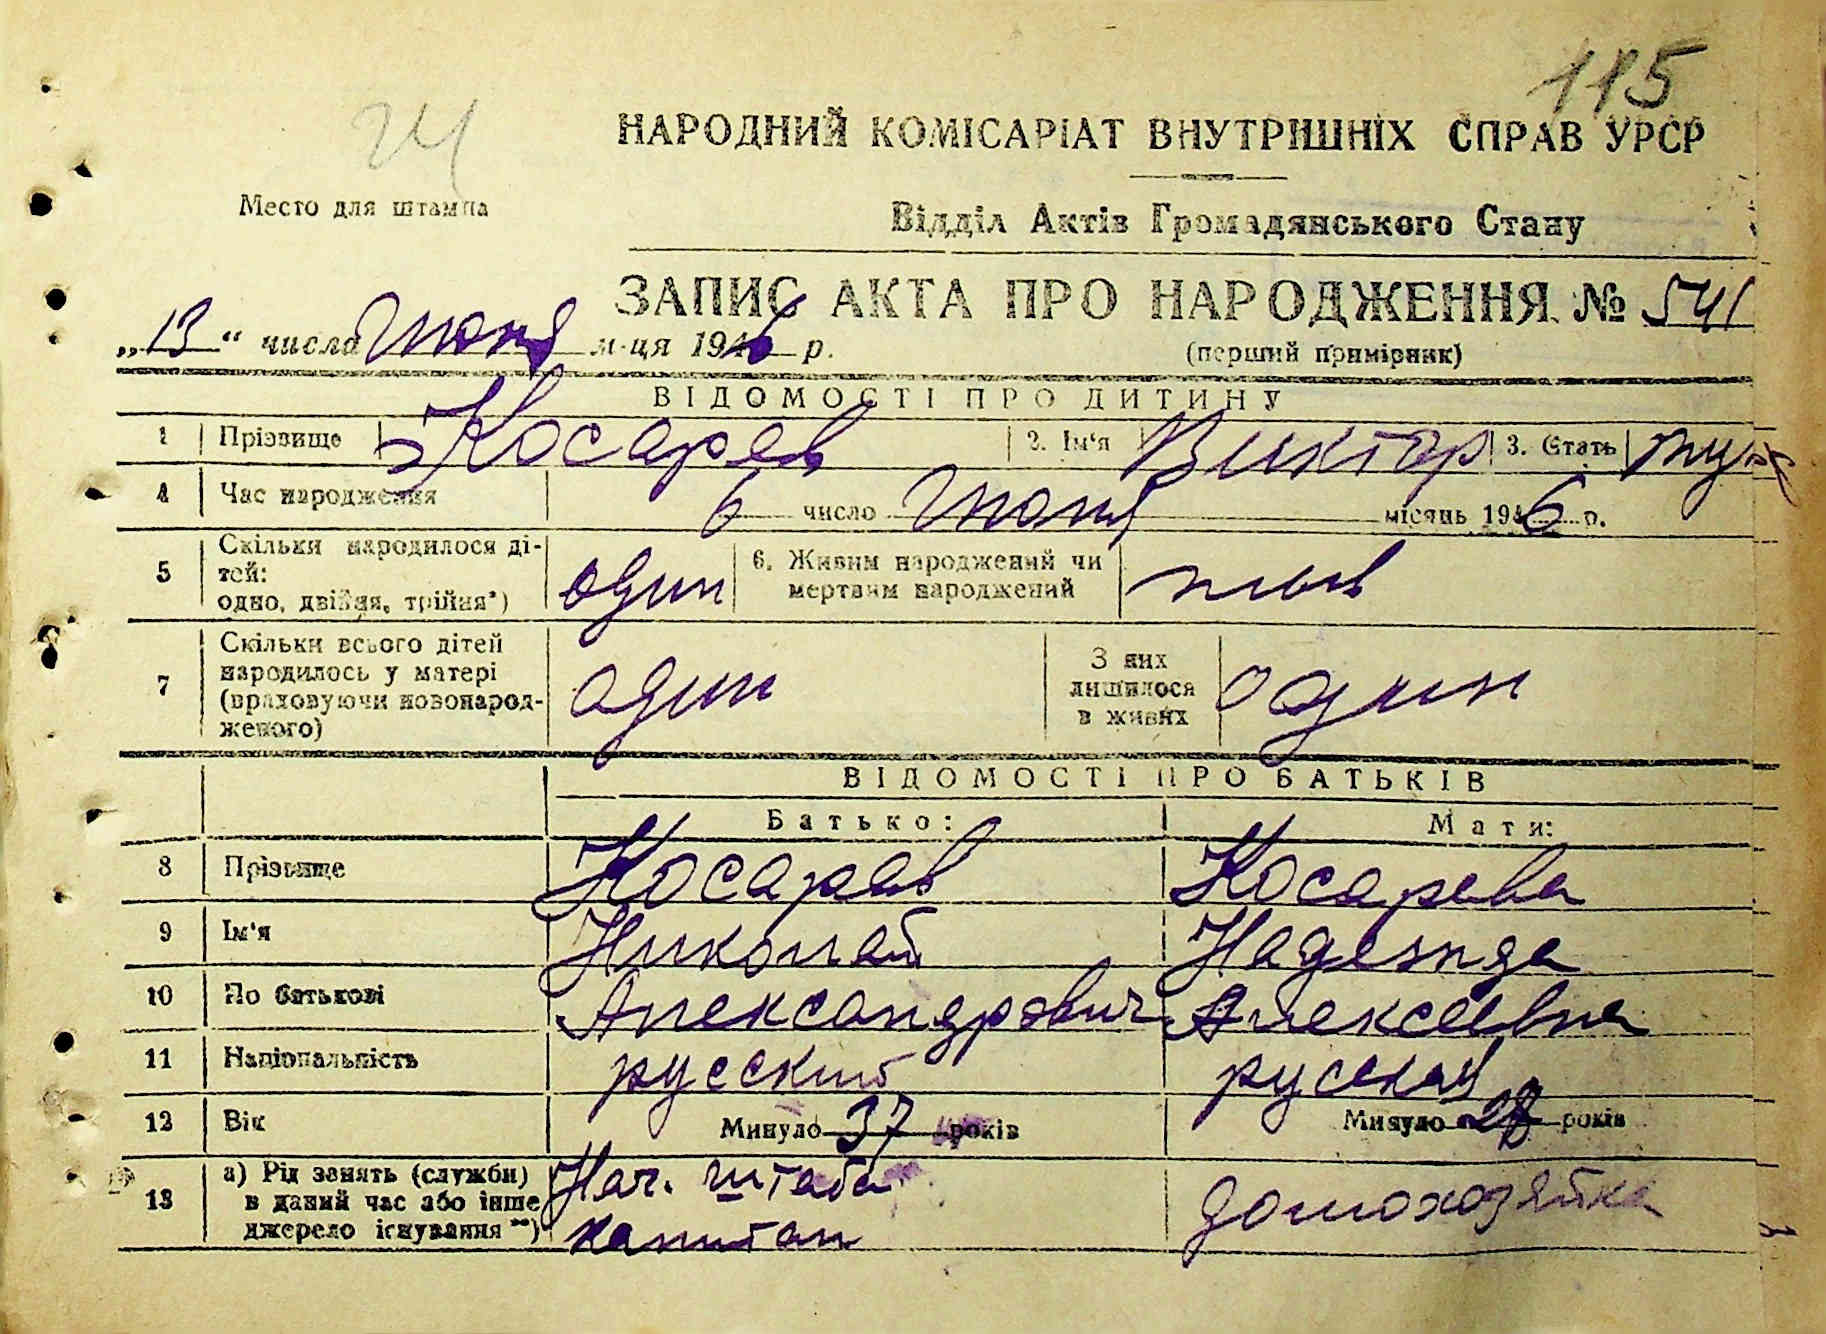 115
НАРОДНИЙ КОМІСАРІАТ ВНУТРІШНІХ СПРАВ УРСР
Место для штампа
Відділ Актів Громадянського Стану
ЗАПИС АКТА ПРО НАРОДЖЕННЯ № 541
„13“ числа июня м-ця 1946 р.
(перший примірник)
ВІДОМОСТІ ПРО ДИТИНУ
1 Прізвище Косарев 2. Ім'я Виктор 3. Стать муж
4 Час народження 6 число июня місяць 1946 р.
5 Скільки народилося ді-
тей:
одно, двійня, трійня*) один 6. Живим народжений чи
мертвим народжений жив
7 Скільки всього дітей
народилось у матері
(враховуючи новонарод-
женого) один З них
лишилося
в живих один
ВІДОМОСТІ ПРО БАТЬКІВ
Батько: Мати:
8 Прізвище Косарев Косарева
9 Ім'я Николай Надежда
10 По батькові Александрович Алексеевна
11 Національність русский русская
12 Вік Минуло 37 років Минуло 28 років
13 а) Рід занять (служби)
в даний час або інше
джерело існування **) Нач. штаба
капитан домохозяйка